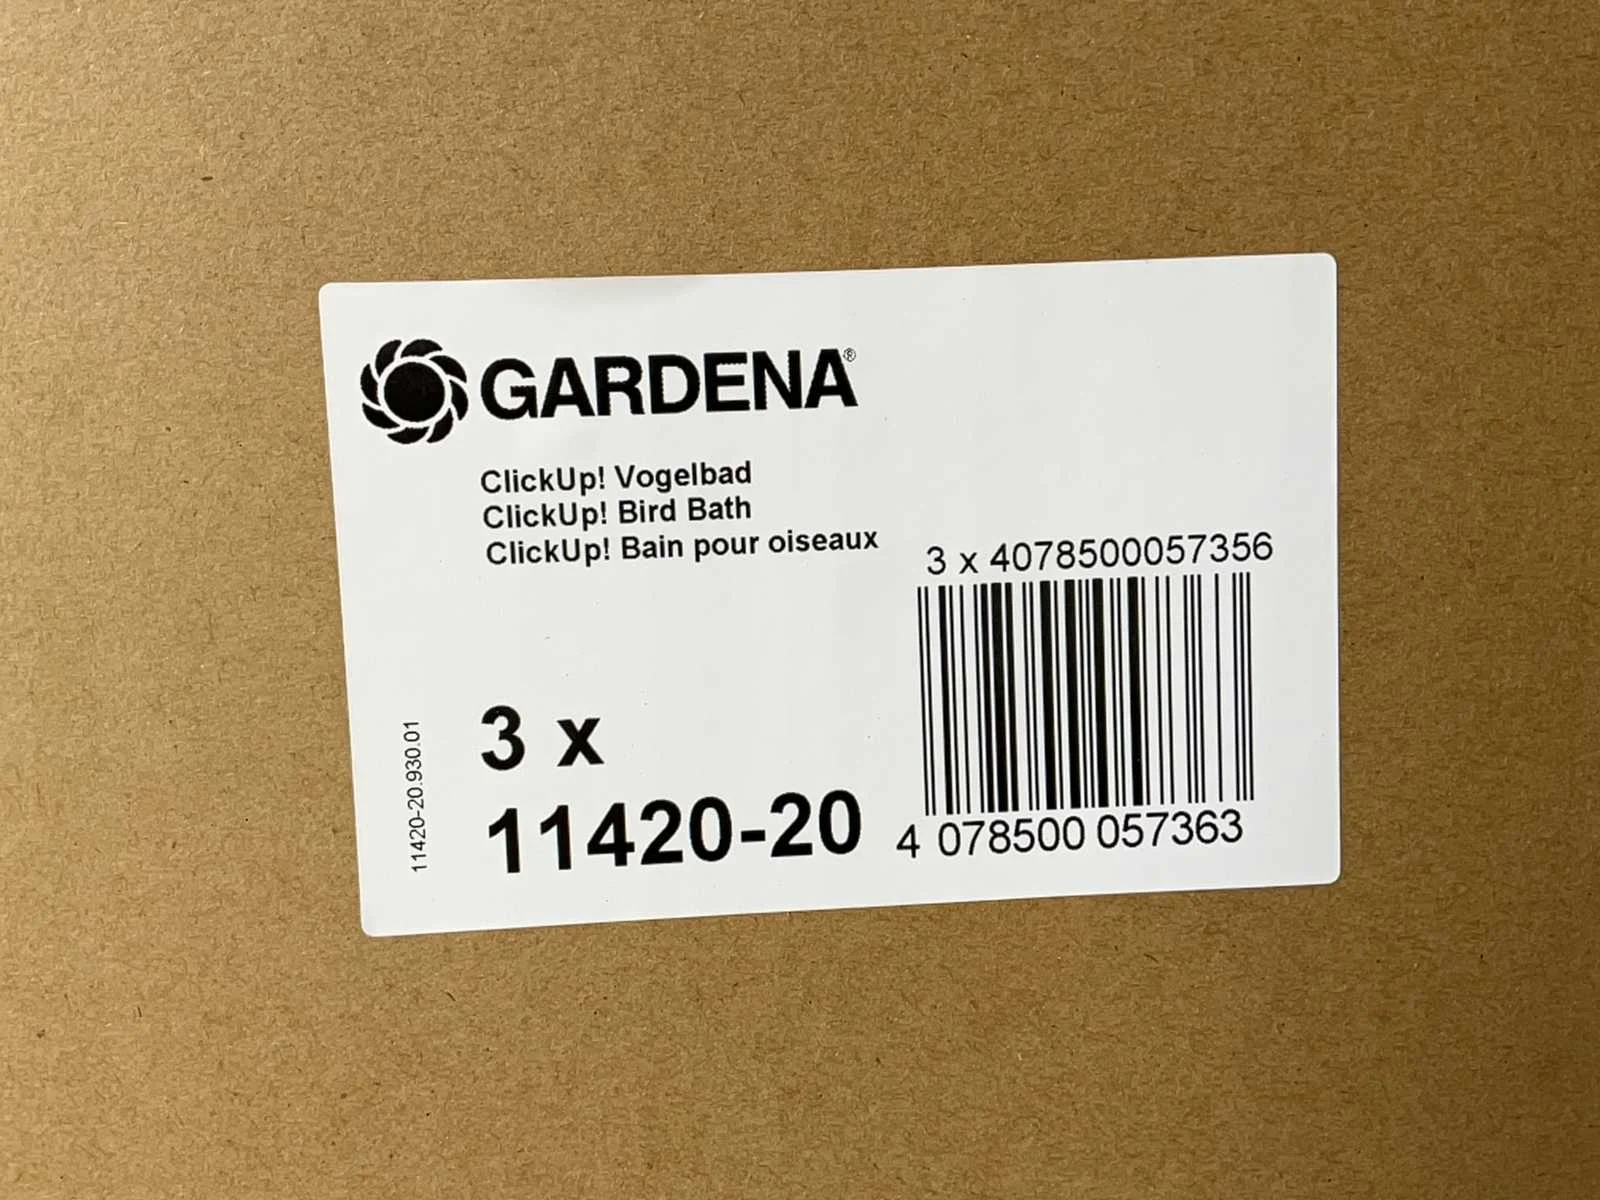 GARDENA®
ClickUp! Vogelbad
ClickUp! Bird Bath
ClickUp! Bain pour oiseaux
3 x 4078500057356
3 x
11420-20
4 078500 057363
11420-20.930.01